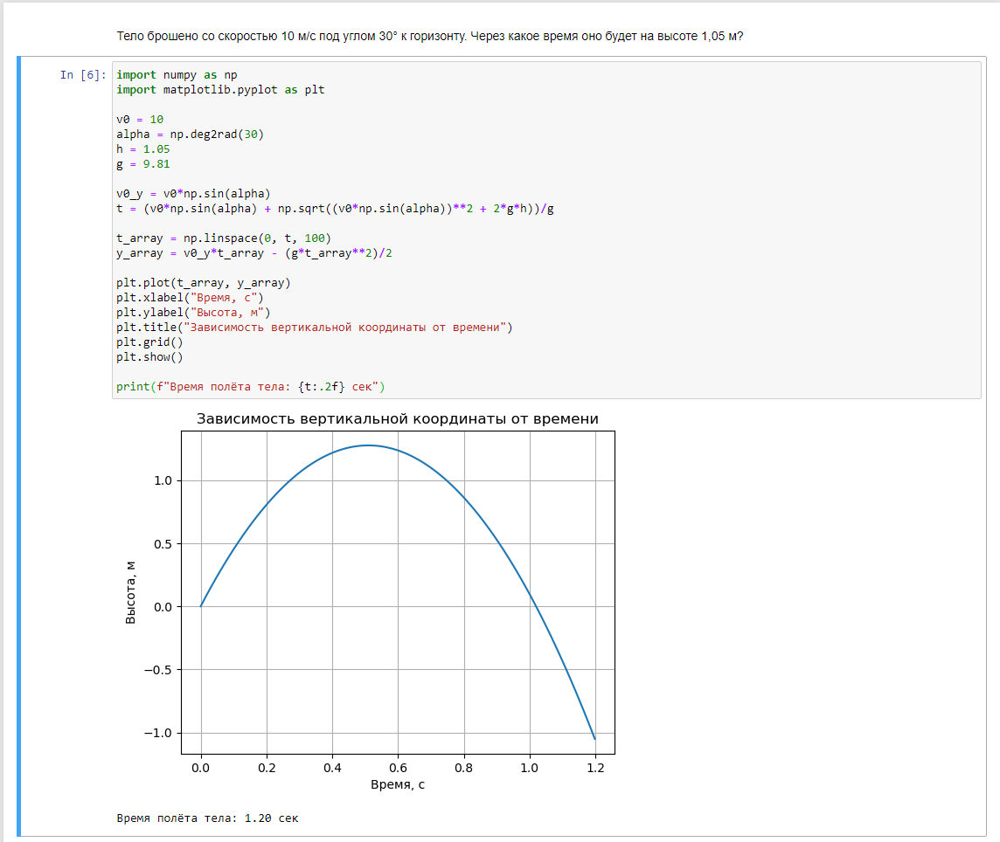 Тело брошено со скоростью 10 м/с под углом 30° к горизонту. Через какое время оно будет на высоте 1,05 м?
In [6]:
import numpy as np
import matplotlib.pyplot as plt
v0 = 10
alpha = np.deg2rad(30)
h = 1.05
g = 9.81
v0_y = v0*np.sin(alpha)
t = (v0*np.sin(alpha) + np.sqrt((v0*np.sin(alpha))**2 + 2*g*h))/g
t_array = np.linspace(0, t, 100)
y_array = v0_y*t_array - (g*t_array**2)/2
plt.plot(t_array, y_array)
plt.xlabel("Время, с")
plt.ylabel("Высота, м")
plt.title("Зависимость вертикальной координаты от времени")
plt.grid()
plt.show()
print(f"Время полёта тела: {t:.2f} сек")
Зависимость вертикальной координаты от времени
1.0
0.5
0.0
−0.5
−1.0
Высота, м
0.0 0.2 0.4 0.6 0.8 1.0 1.2
Время, с
Время полёта тела: 1.20 сек